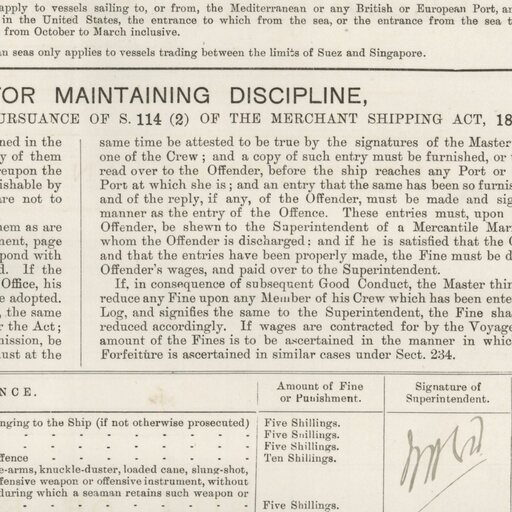 apply to vessels sailing to, or from, the Mediterranean or any British or European Port, an
in the United States, the entrance to which from the sea, or the entrance from the sea t
from October to March inclusive.
an seas only applies to vessels trading between the limits of Suez and Singapore.
FOR MAINTAINING DISCIPLINE,
URSUANCE OF S. 114 (2) OF THE MERCHANT SHIPPING ACT, 18
ned in the
y of them
reupon the
ishable by
are not to
hem as are
ment, page
spond with
d. If the
Office, his
e adopted.
, the same
r the Act;
mission, be
nust at the
same time be attested to be true by the signatures of the Master
one of the Crew; and a copy of such entry must be furnished, or
read over to the Offender, before the ship reaches any Port or
Port at which she is; and an entry that the same has been so furnis
and of the reply, if any, of the Offender, must be made and sig
manner as the entry of the Offence. These entries must, upon
Offender, be shewn to the Superintendent of a Mercantile Mar
whom the Offender is discharged: and if he is satisfied that the O
and that the entries have been properly made, the Fine must be d
Offender's wages, and paid over to the Superintendent.
If, in consequence of subsequent Good Conduct, the Master thin
reduce any Fine upon any Member of his Crew which has been ente
Log, and signifies the same to the Superintendent, the Fine sha
reduced accordingly. If wages are contracted for by the Voyage
amount of the Fines is to be ascertained in the manner in whic
Forfeiture is ascertained in similar cases under Sect. 234.
NCE.
Amount of Fine
or Punishment.
Signature of
Superintendent.
nging to the Ship (if not otherwise prosecuted)
Five Shillings.
Five Shillings.
Five Shillings.
ffence
Ten Shillings.
e-arms, knuckle-duster, loaded cane, slung-shot,
ffensive weapon or offensive instrument, without
during which a seaman retains such weapon or
Five Shillings.